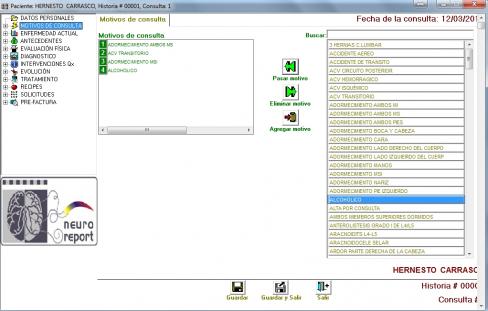 Paciente: HERNESTO CARRASCO, Historia # 00001, Consulta: 1
DATOS PERSONALES
MOTIVOS DE CONSULTA
ENFERMEDAD ACTUAL
ANTECEDENTES
EVALUACIÓN FÍSICA
DIAGNOSTICO
INTERVENCIONES Qx
EVOLUCIÓN
TRATAMIENTO
RECIPES
SOLICITUDES
PRE-FACTURA
neuro
report
Motivos de consulta
Fecha de la consulta: 12/03/201
Motivos de consulta
1 ADORMECIMIENTO AMBOS MS
2 ACV TRANSITORIO
3 ADORMECIMIENTO MSI
4 ALCOHOLICO
Pasar motivo
Eliminar motivo
Agregar motivo
Buscar:
3 HERNIAS C.LUMBAR
ACCIDENTE AEREO
ACCIDENTE DE TRANSITO
ACV CIRCUITO POSTERIOR
ACV HEMORRAGICO
ACV ISQUÉMICO
ACV TRANSITORIO
ADORMECIMIENTO AMBOS MI
ADORMECIMIENTO AMBOS MS
ADORMECIMIENTO AMBOS PIES
ADORMECIMIENTO BOCA Y CABEZA
ADORMECIMIENTO CARA
ADORMECIMIENTO LADO DERECHO DEL CUERPO
ADORMECIMIENTO LADO IZQUIERDO DEL CUERP
ADORMECIMIENTO MANOS
ADORMECIMIENTO MSI
ADORMECIMIENTO NARIZ
ADORMECIMIENTO PIE IZQUIERDO
ALCOHOLICO
ALTA POR CONSULTA
AMBOS MIEMBROS SUPERIORES DORMIDOS
ANTEROLISTESIS GRADO I DE L4/L5
ARACNOIDITS L4-L5
ARACNOIDOCELE SELAR
ARDOR PARTE DERECHA DE LA CABEZA
HERNESTO CARRASC
Historia # 0000
Consulta #
Guardar
Guardar y Salir
Salir